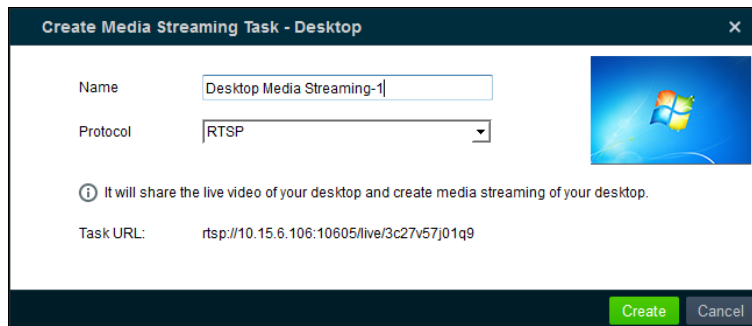 Create Media Streaming Task - Desktop
Name
Desktop Media Streaming-1
Protocol
RTSP
It will share the live video of your desktop and create media streaming of your desktop.
Task URL: rtsp://10.15.6.106:10605/live/3c27v57j01q9
Create Cancel